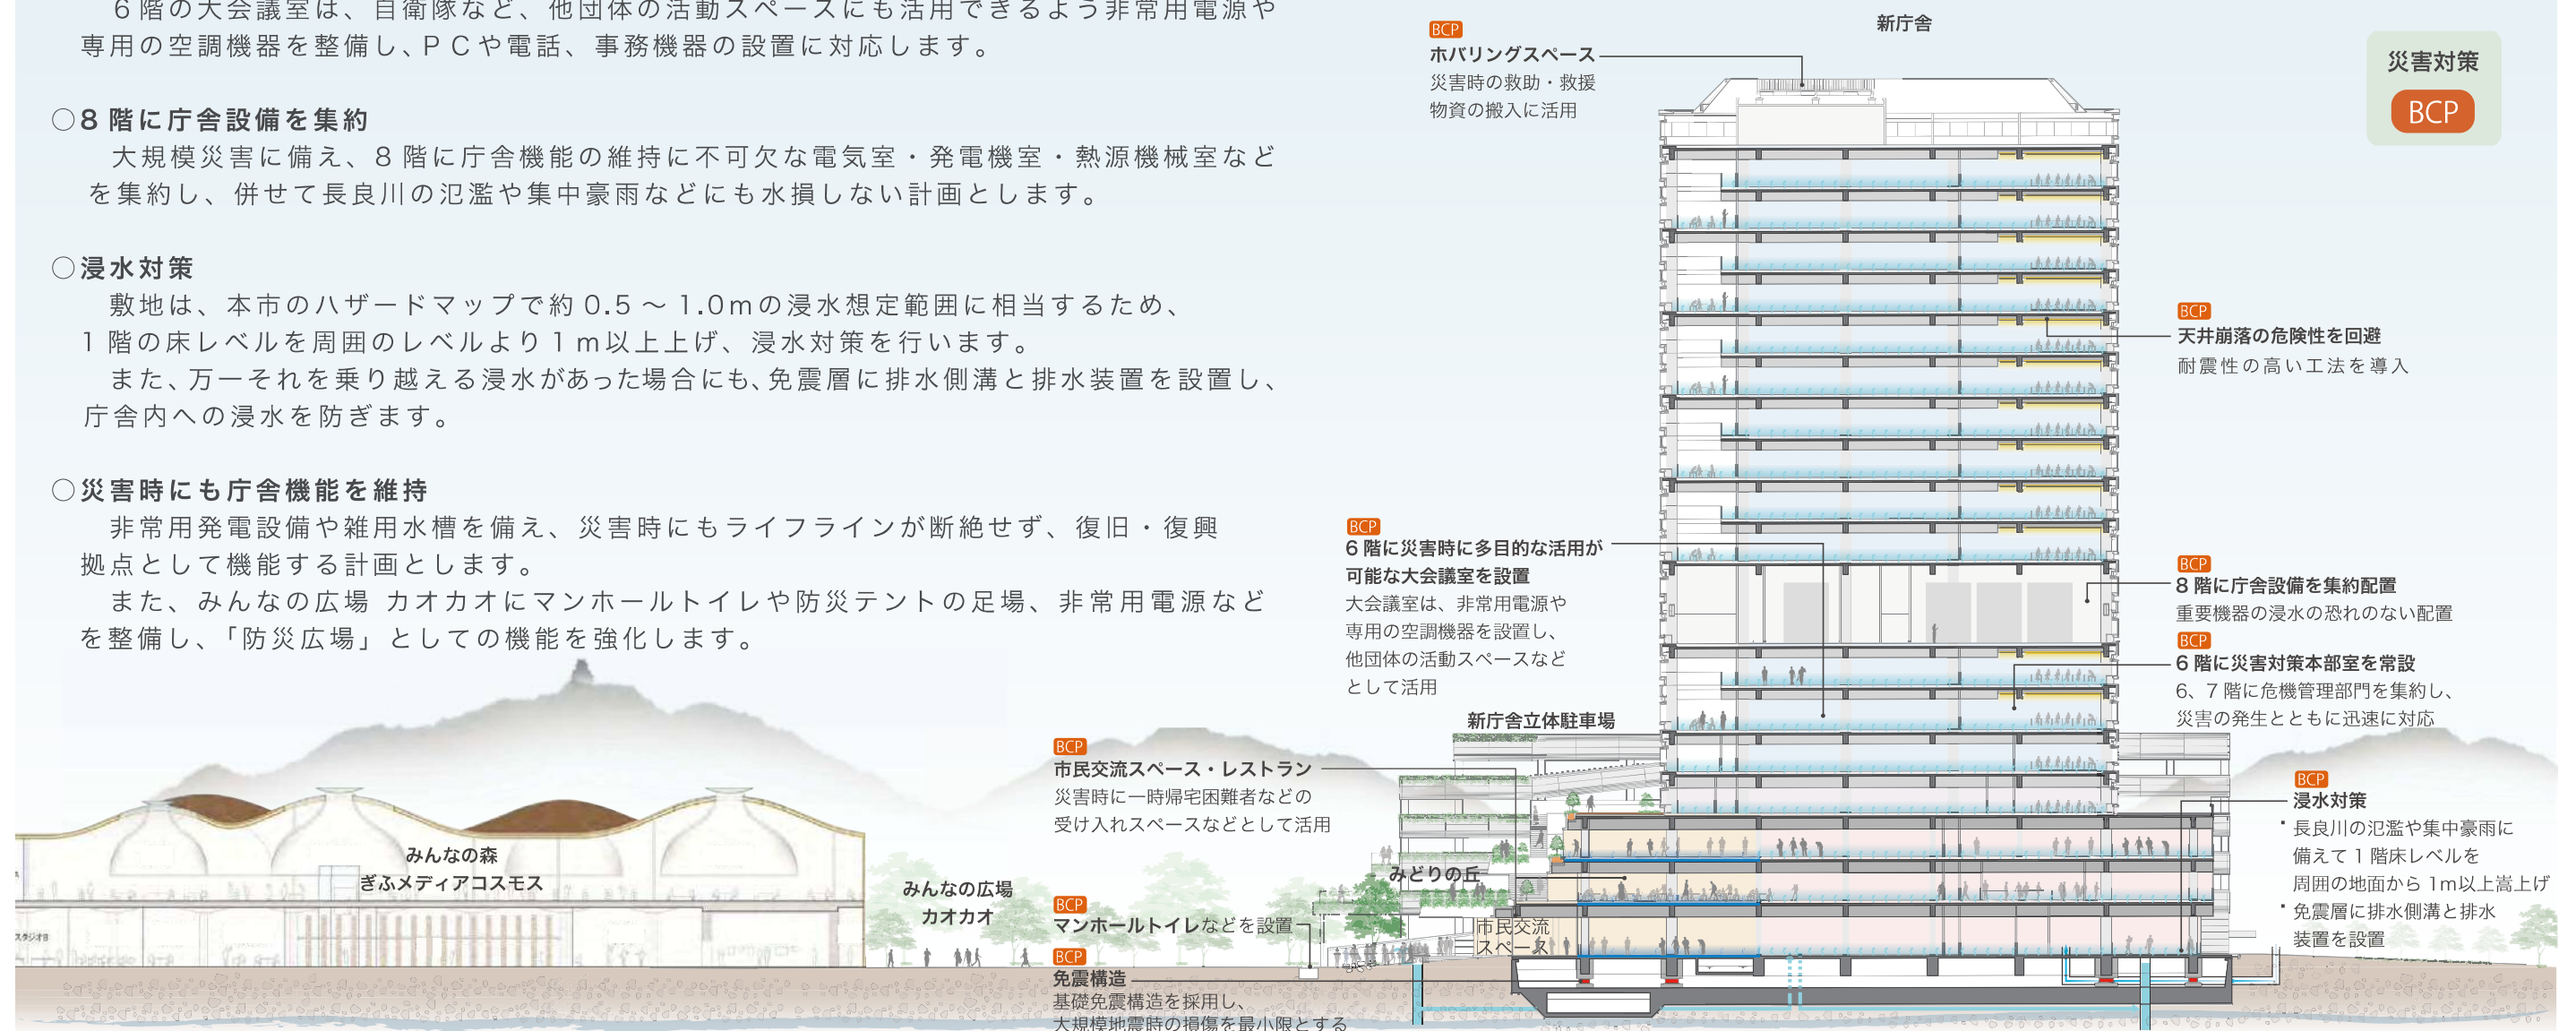 6階の大会議室は、自衛隊など、他団体の活動スペースにも活用できるよう非常用電源や
専用の空調機器を整備し、PCや電話、事務機器の設置に対応します。
○8階に庁舎設備を集約
大規模災害に備え、8階に庁舎機能の維持に不可欠な電気室・発電機室・熱源機械室など
を集約し、併せて長良川の氾濫や集中豪雨などにも水損しない計画とします。
○浸水対策
敷地は、本市のハザードマップで約0.5～1.0mの浸水想定範囲に相当するため、
1階の床レベルを周囲のレベルより1m以上上げ、浸水対策を行います。
また、万一それを乗り越える浸水があった場合にも、免震層に排水側溝と排水装置を設置し、
庁舎内への浸水を防ぎます。
○災害時にも庁舎機能を維持
非常用発電設備や雑用水槽を備え、災害時にもライフラインが断絶せず、復旧・復興
拠点として機能する計画とします。
また、みんなの広場 カオカオにマンホールトイレや防災テントの足場、非常用電源など
を整備し、「防災広場」としての機能を強化します。
新庁舎
災害対策
BCP
BCP
ホバリングスペース
災害時の救助・救援
物資の搬入に活用
BCP
天井崩落の危険性を回避
耐震性の高い工法を導入
BCP
6階に災害時に多目的な活用が
可能な大会議室を設置
大会議室は、非常用電源や
専用の空調機器を設置し、
他団体の活動スペースなど
として活用
BCP
8階に庁舎設備を集約配置
重要機器の浸水の恐れのない配置
BCP
6階に災害対策本部室を常設
6、7階に危機管理部門を集約し、
災害の発生とともに迅速に対応
新庁舎立体駐車場
BCP
市民交流スペース・レストラン
災害時に一時帰宅困難者などの
受け入れスペースなどとして活用
BCP
浸水対策
・長良川の氾濫や集中豪雨に
備えて1階床レベルを
周囲の地面から1m以上嵩上げ
・免震層に排水側溝と排水
装置を設置
みんなの森
ぎふメディアコスモス
スタジオB
みんなの広場
カオカオ
みどりの丘
市民交流
スペース
BCP
マンホールトイレなどを設置
BCP
免震構造
基礎免震構造を採用し、
大規模地震時の損傷を最小限とする